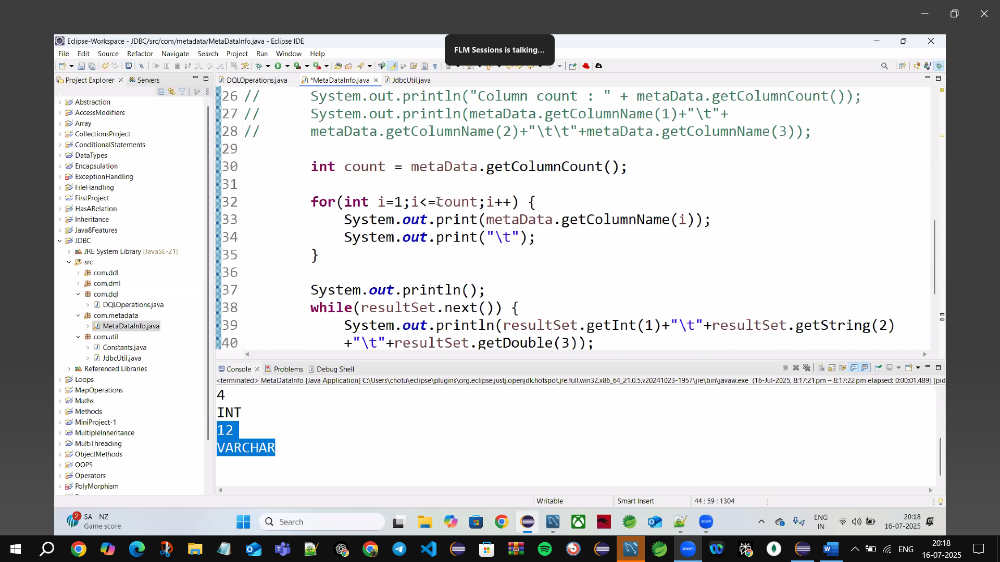 Eclipse-Workspace - JDBC/src/com/metadata/MetaDataInfo.java - Eclipse IDE
FLM Sessions is talking...
File Edit Source Refactor Navigate Search Project Run Window Help
Project Explorer Servers
DQLOperations.java *MetaDataInfo.java JdbcUtil.java
Abstraction
AccessModifiers
Array
CollectionsProject
ConditionalStatements
DataTypes
Encapsulation
ExceptionHandling
FileHandling
FirstProject
HasARelation
Inheritance
Java8Features
JDBC
JRE System Library [JavaSE-21]
src
com.ddl
com.dml
com.dql
DQLOperations.java
com.metadata
MetaDataInfo.java
com.util
Constants.java
JdbcUtil.java
Referenced Libraries
Loops
MapOperations
Maths
Methods
MiniProject-1
MultipleInheritance
MultiThreading
ObjectMethods
OOPS
Operators
PolyMorphism
26 // System.out.println("Column count : " + metaData.getColumnCount());
27 // System.out.println(metaData.getColumnName(1)+"\t"+
28 // metaData.getColumnName(2)+"\t\t"+metaData.getColumnName(3));
29
30 int count = metaData.getColumnCount();
31
32 for(int i=1;i<=count;i++) {
33 System.out.print(metaData.getColumnName(i));
34 System.out.print("\t");
35 }
36
37 System.out.println();
38 while(resultSet.next()) {
39 System.out.println(resultSet.getInt(1)+"\t"+resultSet.getString(2)
40 +"\t"+resultSet.getDouble(3));
Console Problems Debug Shell
<terminated> MetaDataInfo [Java Application] C:\Users\chotu\eclipse\plugins\org.eclipse.justj.openjdk.hotspot.jre.full.win32.x86_64_21.0.5.v20241023-1957\jre\bin\javaw.exe (16-Jul-2025, 8:17:21 pm – 8:17:22 pm elapsed: 0:00:01.489) [pid
4
INT
12
VARCHAR
Writable Smart Insert 44 : 59 : 1304
2 SA - NZ
Game score
Search
zoom
ENG
IN
20:18
16-07-2025
zoom
ENG
20:18
16-07-2025